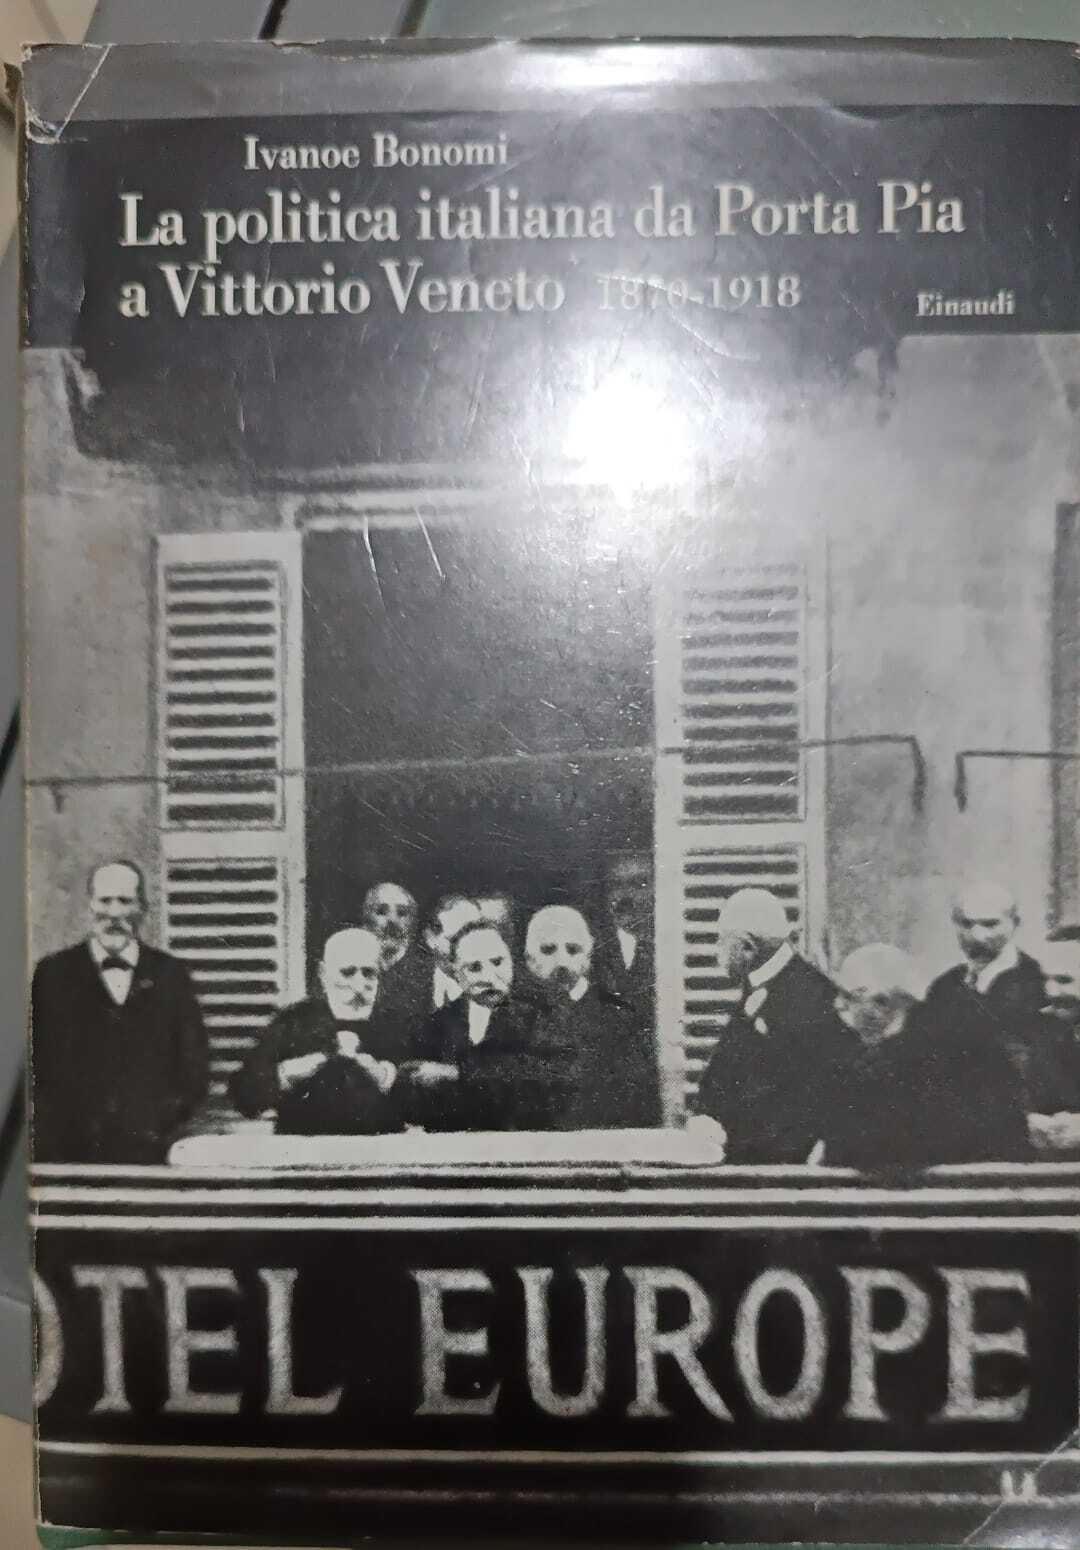 Ivanoe Bonomi
La politica italiana da Porta Pia
a Vittorio Veneto 1870-1918
Einaudi
OTEL EUROPE